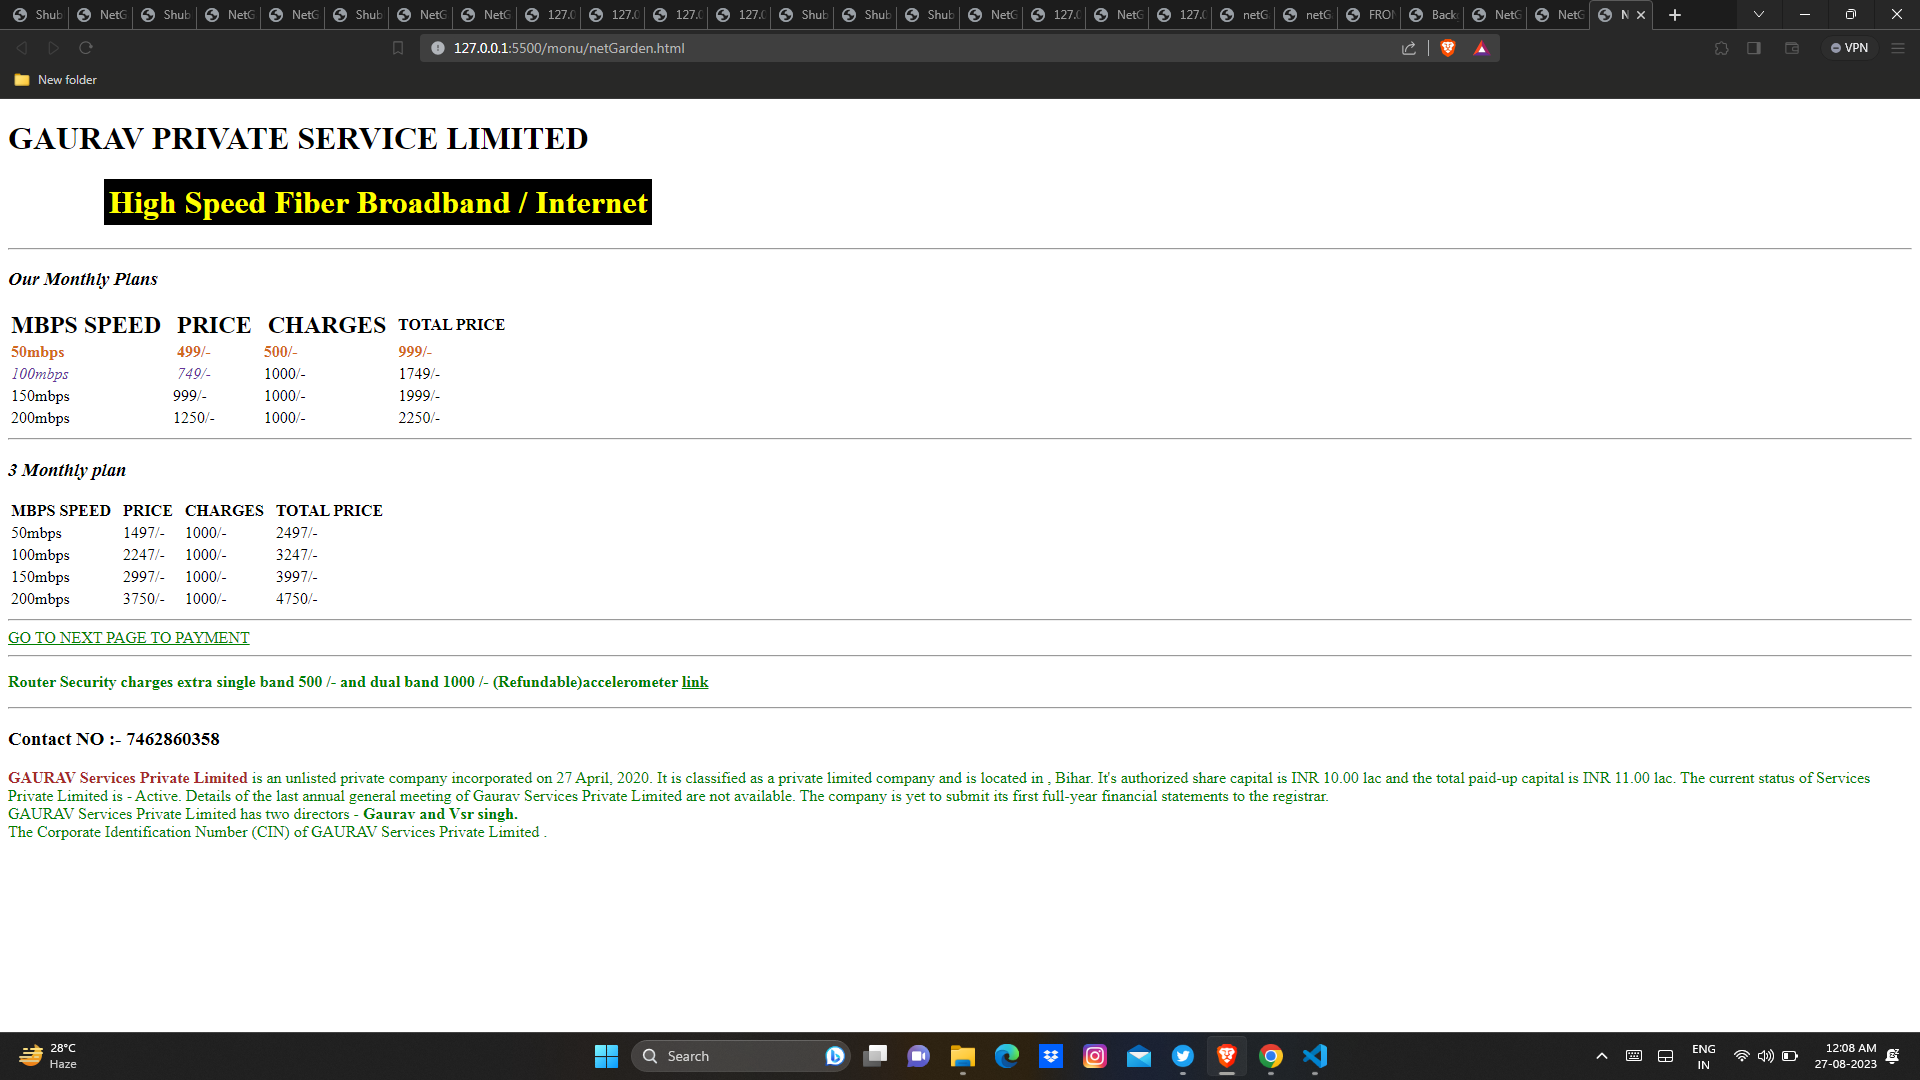 Shub NetG Shub NetG NetG Shub NetG NetG 127.0 127.0 127.0 127.0 Shub Shub Shub NetG 127.0 NetG 127.0 netG netG FRON Back NetG NetG N
127.0.0.1:5500/monu/netGarden.html VPN
New folder
GAURAV PRIVATE SERVICE LIMITED
High Speed Fiber Broadband / Internet
Our Monthly Plans
MBPS SPEED PRICE CHARGES TOTAL PRICE
50mbps 499/- 500/- 999/-
100mbps 749/- 1000/- 1749/-
150mbps 999/- 1000/- 1999/-
200mbps 1250/- 1000/- 2250/-
3 Monthly plan
MBPS SPEED PRICE CHARGES TOTAL PRICE
50mbps 1497/- 1000/- 2497/-
100mbps 2247/- 1000/- 3247/-
150mbps 2997/- 1000/- 3997/-
200mbps 3750/- 1000/- 4750/-
GO TO NEXT PAGE TO PAYMENT
Router Security charges extra single band 500 /- and dual band 1000 /- (Refundable)accelerometer link
Contact NO :- 7462860358
GAURAV Services Private Limited is an unlisted private company incorporated on 27 April, 2020. It is classified as a private limited company and is located in , Bihar. It's authorized share capital is INR 10.00 lac and the total paid-up capital is INR 11.00 lac. The current status of Services
Private Limited is - Active. Details of the last annual general meeting of Gaurav Services Private Limited are not available. The company is yet to submit its first full-year financial statements to the registrar.
GAURAV Services Private Limited has two directors - Gaurav and Vsr singh.
The Corporate Identification Number (CIN) of GAURAV Services Private Limited .
28°C
Haze
Search
ENG
IN
12:08 AM
27-08-2023